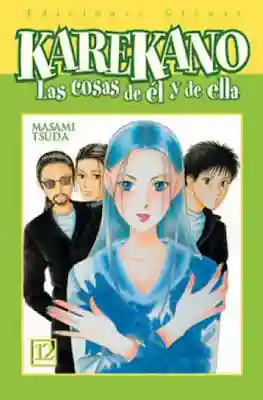 Ediciones Glénat
KAREKANO
Las cosas de él y de ella
MASAMI
TSUDA
12